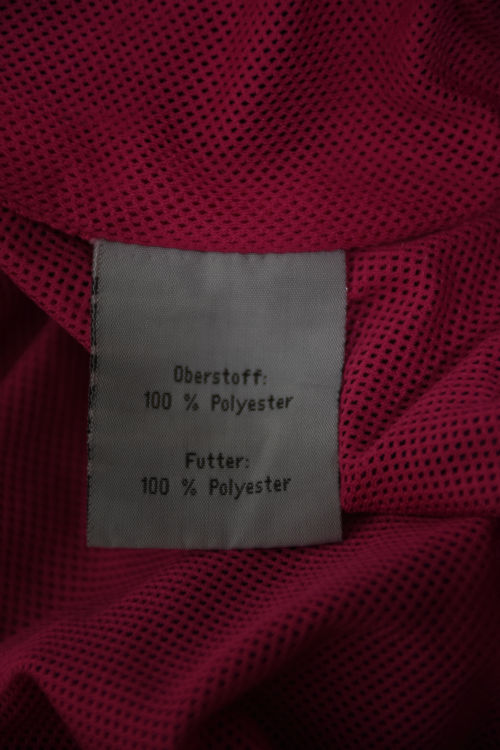 Oberstoff:
100 % Polyester
Futter:
100 % Polyester